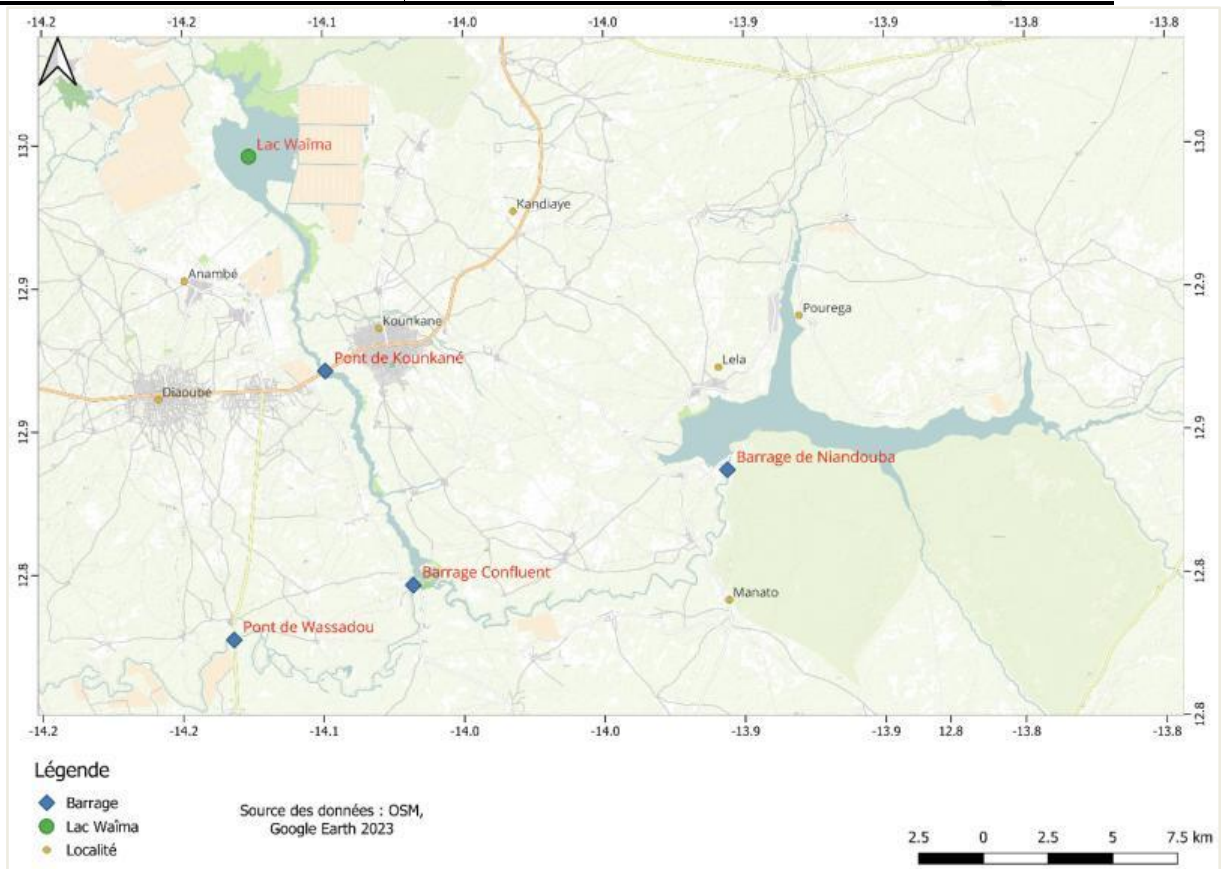 -14.2 -14.2 -14.1 -14.0 -14.0 -13.9 -13.9 -13.8 -13.8
13.0 13.0
Lac Waïma
Kandiaye
Anambé
12.9 12.9
Pourega
Kounkane
Pont de Kounkané
Lela
Diaoubé
12.9 12.9
Barrage de Niandouba
12.8 12.8
Barrage Confluent
Manato
Pont de Wassadou
12.8
-14.2 -14.2 -14.1 -14.0 -14.0 -13.9 -13.9 12.8 -13.8 -13.8
Légende
Barrage
Lac Waïma
Localité
Source des données : OSM,
Google Earth 2023
2.5 0 2.5 5 7.5 km